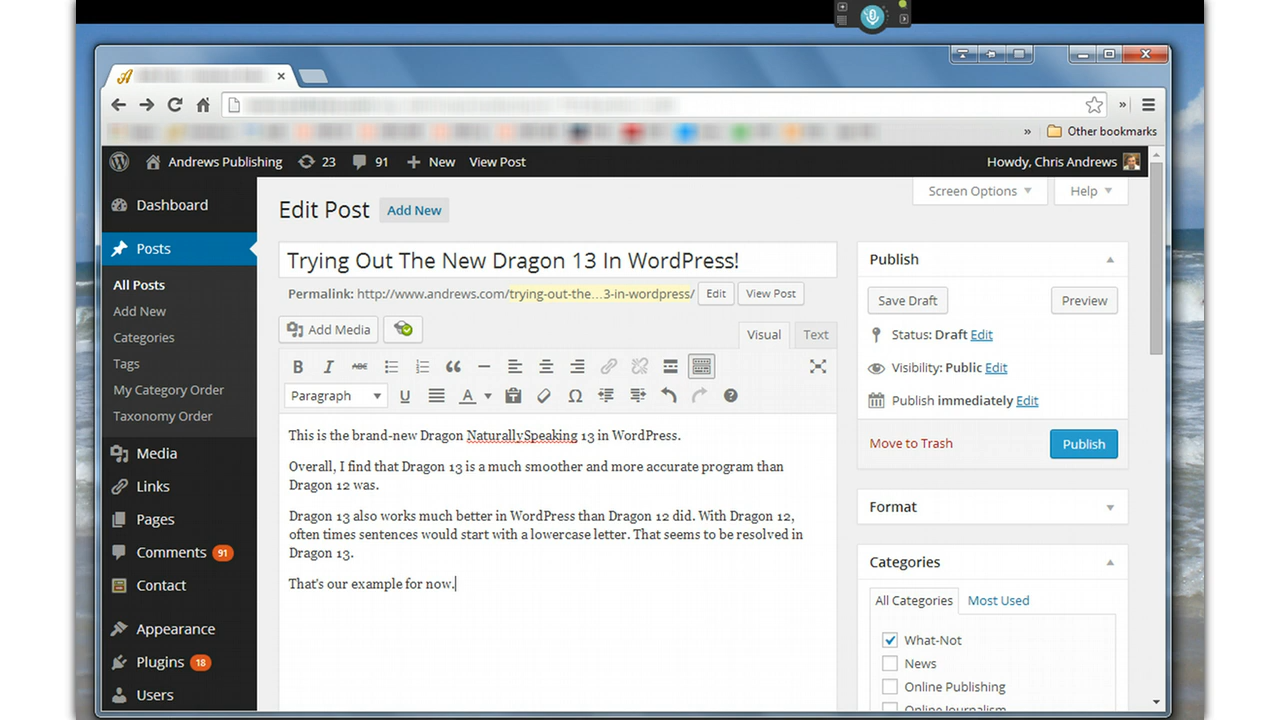 Other bookmarks
Andrews Publishing 23 91 New View Post Howdy, Chris Andrews
Screen Options Help
Dashboard
Posts
All Posts
Add New
Categories
Tags
My Category Order
Taxonomy Order
Media
Links
Pages
Comments 91
Contact
Appearance
Plugins 18
Users
Edit Post Add New
Trying Out The New Dragon 13 In WordPress!
Permalink: http://www.andrews.com/trying-out-the...3-in-wordpress/ Edit View Post
Add Media
Visual Text
B I ABC
Paragraph U A Ω ?
This is the brand-new Dragon NaturallySpeaking 13 in WordPress.
Overall, I find that Dragon 13 is a much smoother and more accurate program than
Dragon 12 was.
Dragon 13 also works much better in WordPress than Dragon 12 did. With Dragon 12,
often times sentences would start with a lowercase letter. That seems to be resolved in
Dragon 13.
That's our example for now.
Publish
Save Draft Preview
Status: Draft Edit
Visibility: Public Edit
Publish immediately Edit
Move to Trash Publish
Format
Categories
All Categories Most Used
What-Not
News
Online Publishing
Online Journalism